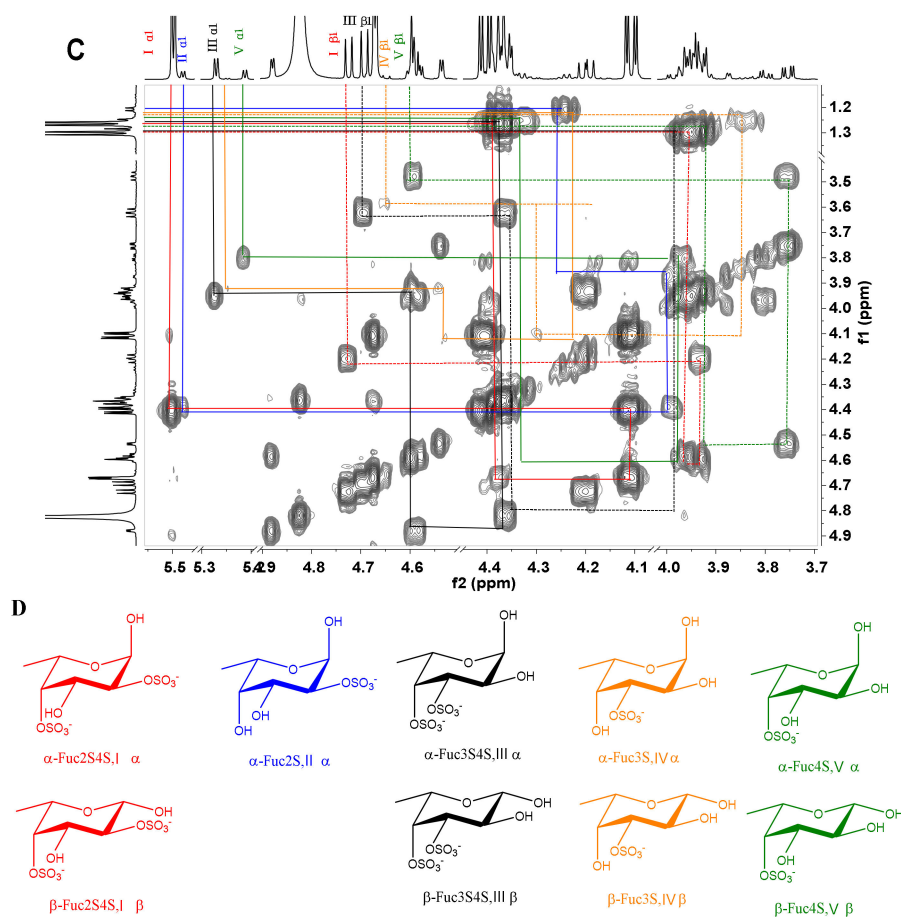 C
I α1
II α1
III α1
V α1
I β1
III β1
IV β1
V β1
1.2
1.3
3.5
3.6
3.7
3.8
3.9
4.0
4.1
4.2
4.3
4.4
4.5
4.6
4.7
4.8
4.9
f1 (ppm)
5.5 5.3 4.9 4.7 4.6 4.4 4.3 4.2 4.1 4.0 3.9 3.8 3.7
f2 (ppm)
D
OH OH OH OH OH
O O O O O
OSO₃⁻ OSO₃⁻ OH OH OH
HO OH OSO₃⁻ OSO₃⁻ OH
OSO₃⁻ OH OSO₃⁻ OH OSO₃⁻
α-Fuc2S4S,I α
α-Fuc2S,II α
α-Fuc3S4S,III α
α-Fuc3S,IV α
α-Fuc4S,V α
O OH O OH O OH O OH
OSO₃⁻ OH OH OH
OH OSO₃⁻ OSO₃⁻ OH
OSO₃⁻ OSO₃⁻ OH OSO₃⁻
β-Fuc2S4S,I β
β-Fuc3S4S,III β
β-Fuc3S,IV β
β-Fuc4S,V β